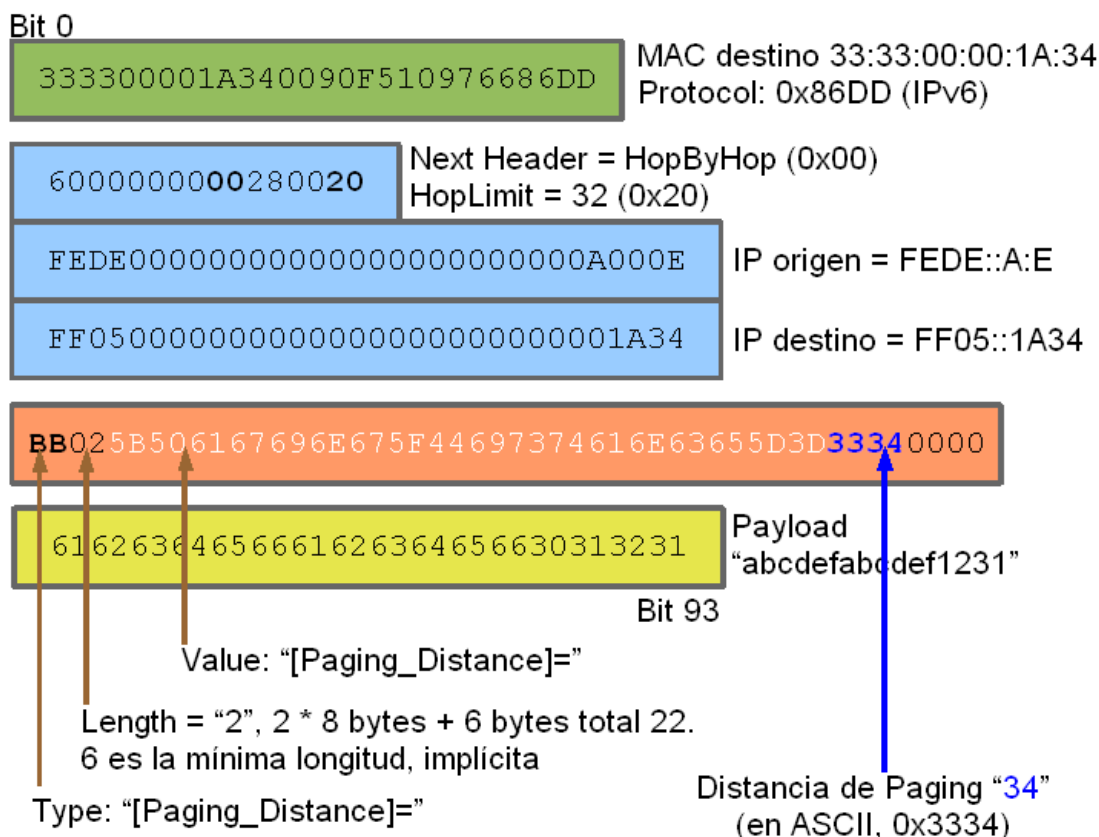 Bit 0
333300001A340090F510976686DD
MAC destino 33:33:00:00:1A:34
Protocol: 0x86DD (IPv6)
6000000000280020
Next Header = HopByHop (0x00)
HopLimit = 32 (0x20)
FEDE00000000000000000000000A000E
IP origen = FEDE::A:E
FF050000000000000000000000001A34
IP destino = FF05::1A34
BB025B506167696E675F44697374616E63655D3D33340000
61626364656661626364656630313231
Payload
“abcdefabcdef1231”
Bit 93
Value: “[Paging_Distance]=”
Length = “2”, 2 * 8 bytes + 6 bytes total 22.
6 es la mínima longitud, implícita
Type: “[Paging_Distance]=”
Distancia de Paging “34”
(en ASCII, 0x3334)